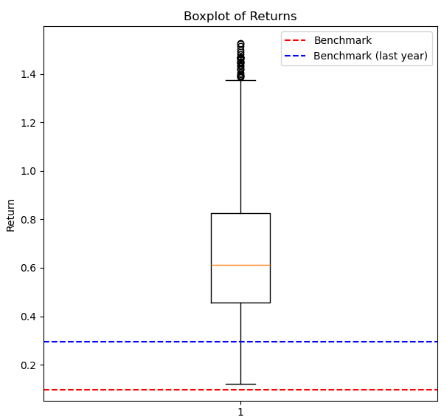 Boxplot of Returns
Benchmark
Benchmark (last year)
1.4
1.2
1.0
0.8
0.6
0.4
0.2
Return
1